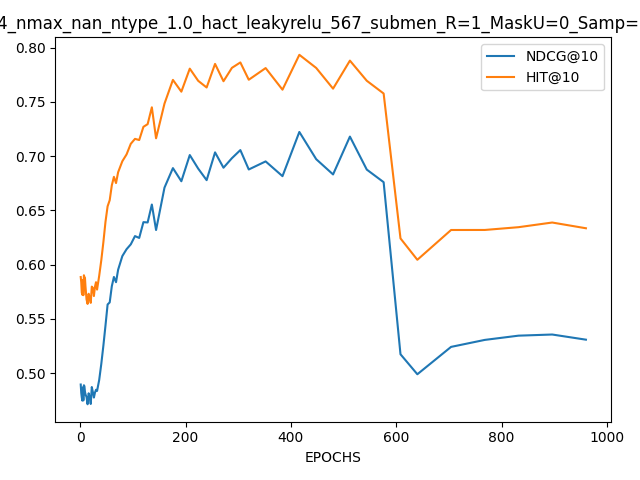 4_nmax_nan_ntype_1.0_hact_leakyrelu_567_submen_R=1_MaskU=0_Samp=
NDCG@10
HIT@10
0.80
0.75
0.70
0.65
0.60
0.55
0.50
0 200 400 600 800 1000
EPOCHS